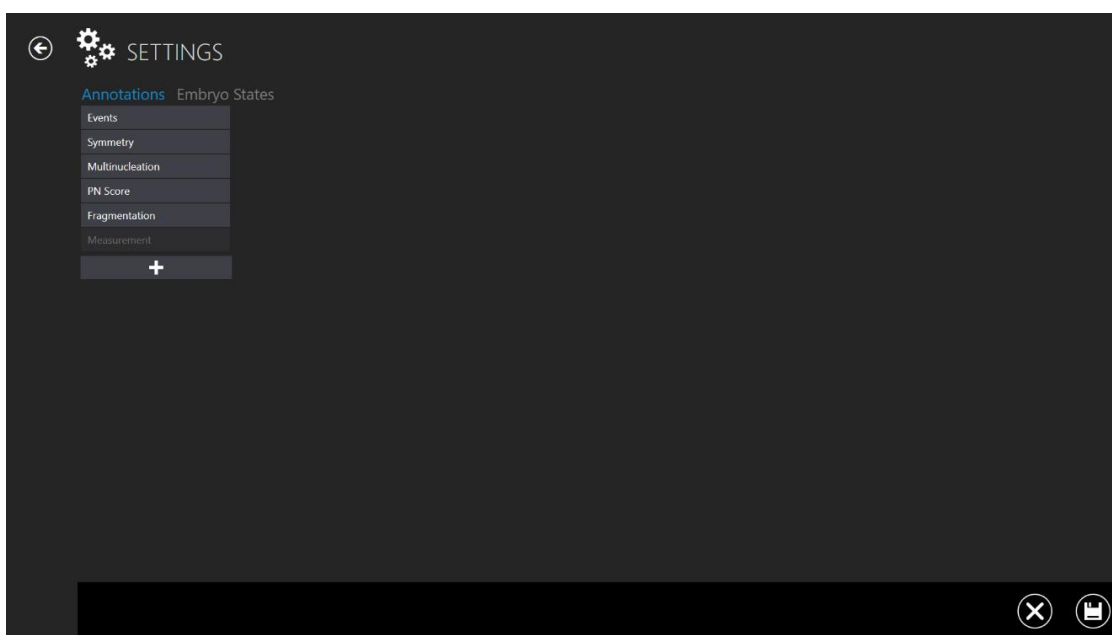 SETTINGS
Annotations Embryo States
Events
Symmetry
Multinucleation
PN Score
Fragmentation
Measurement